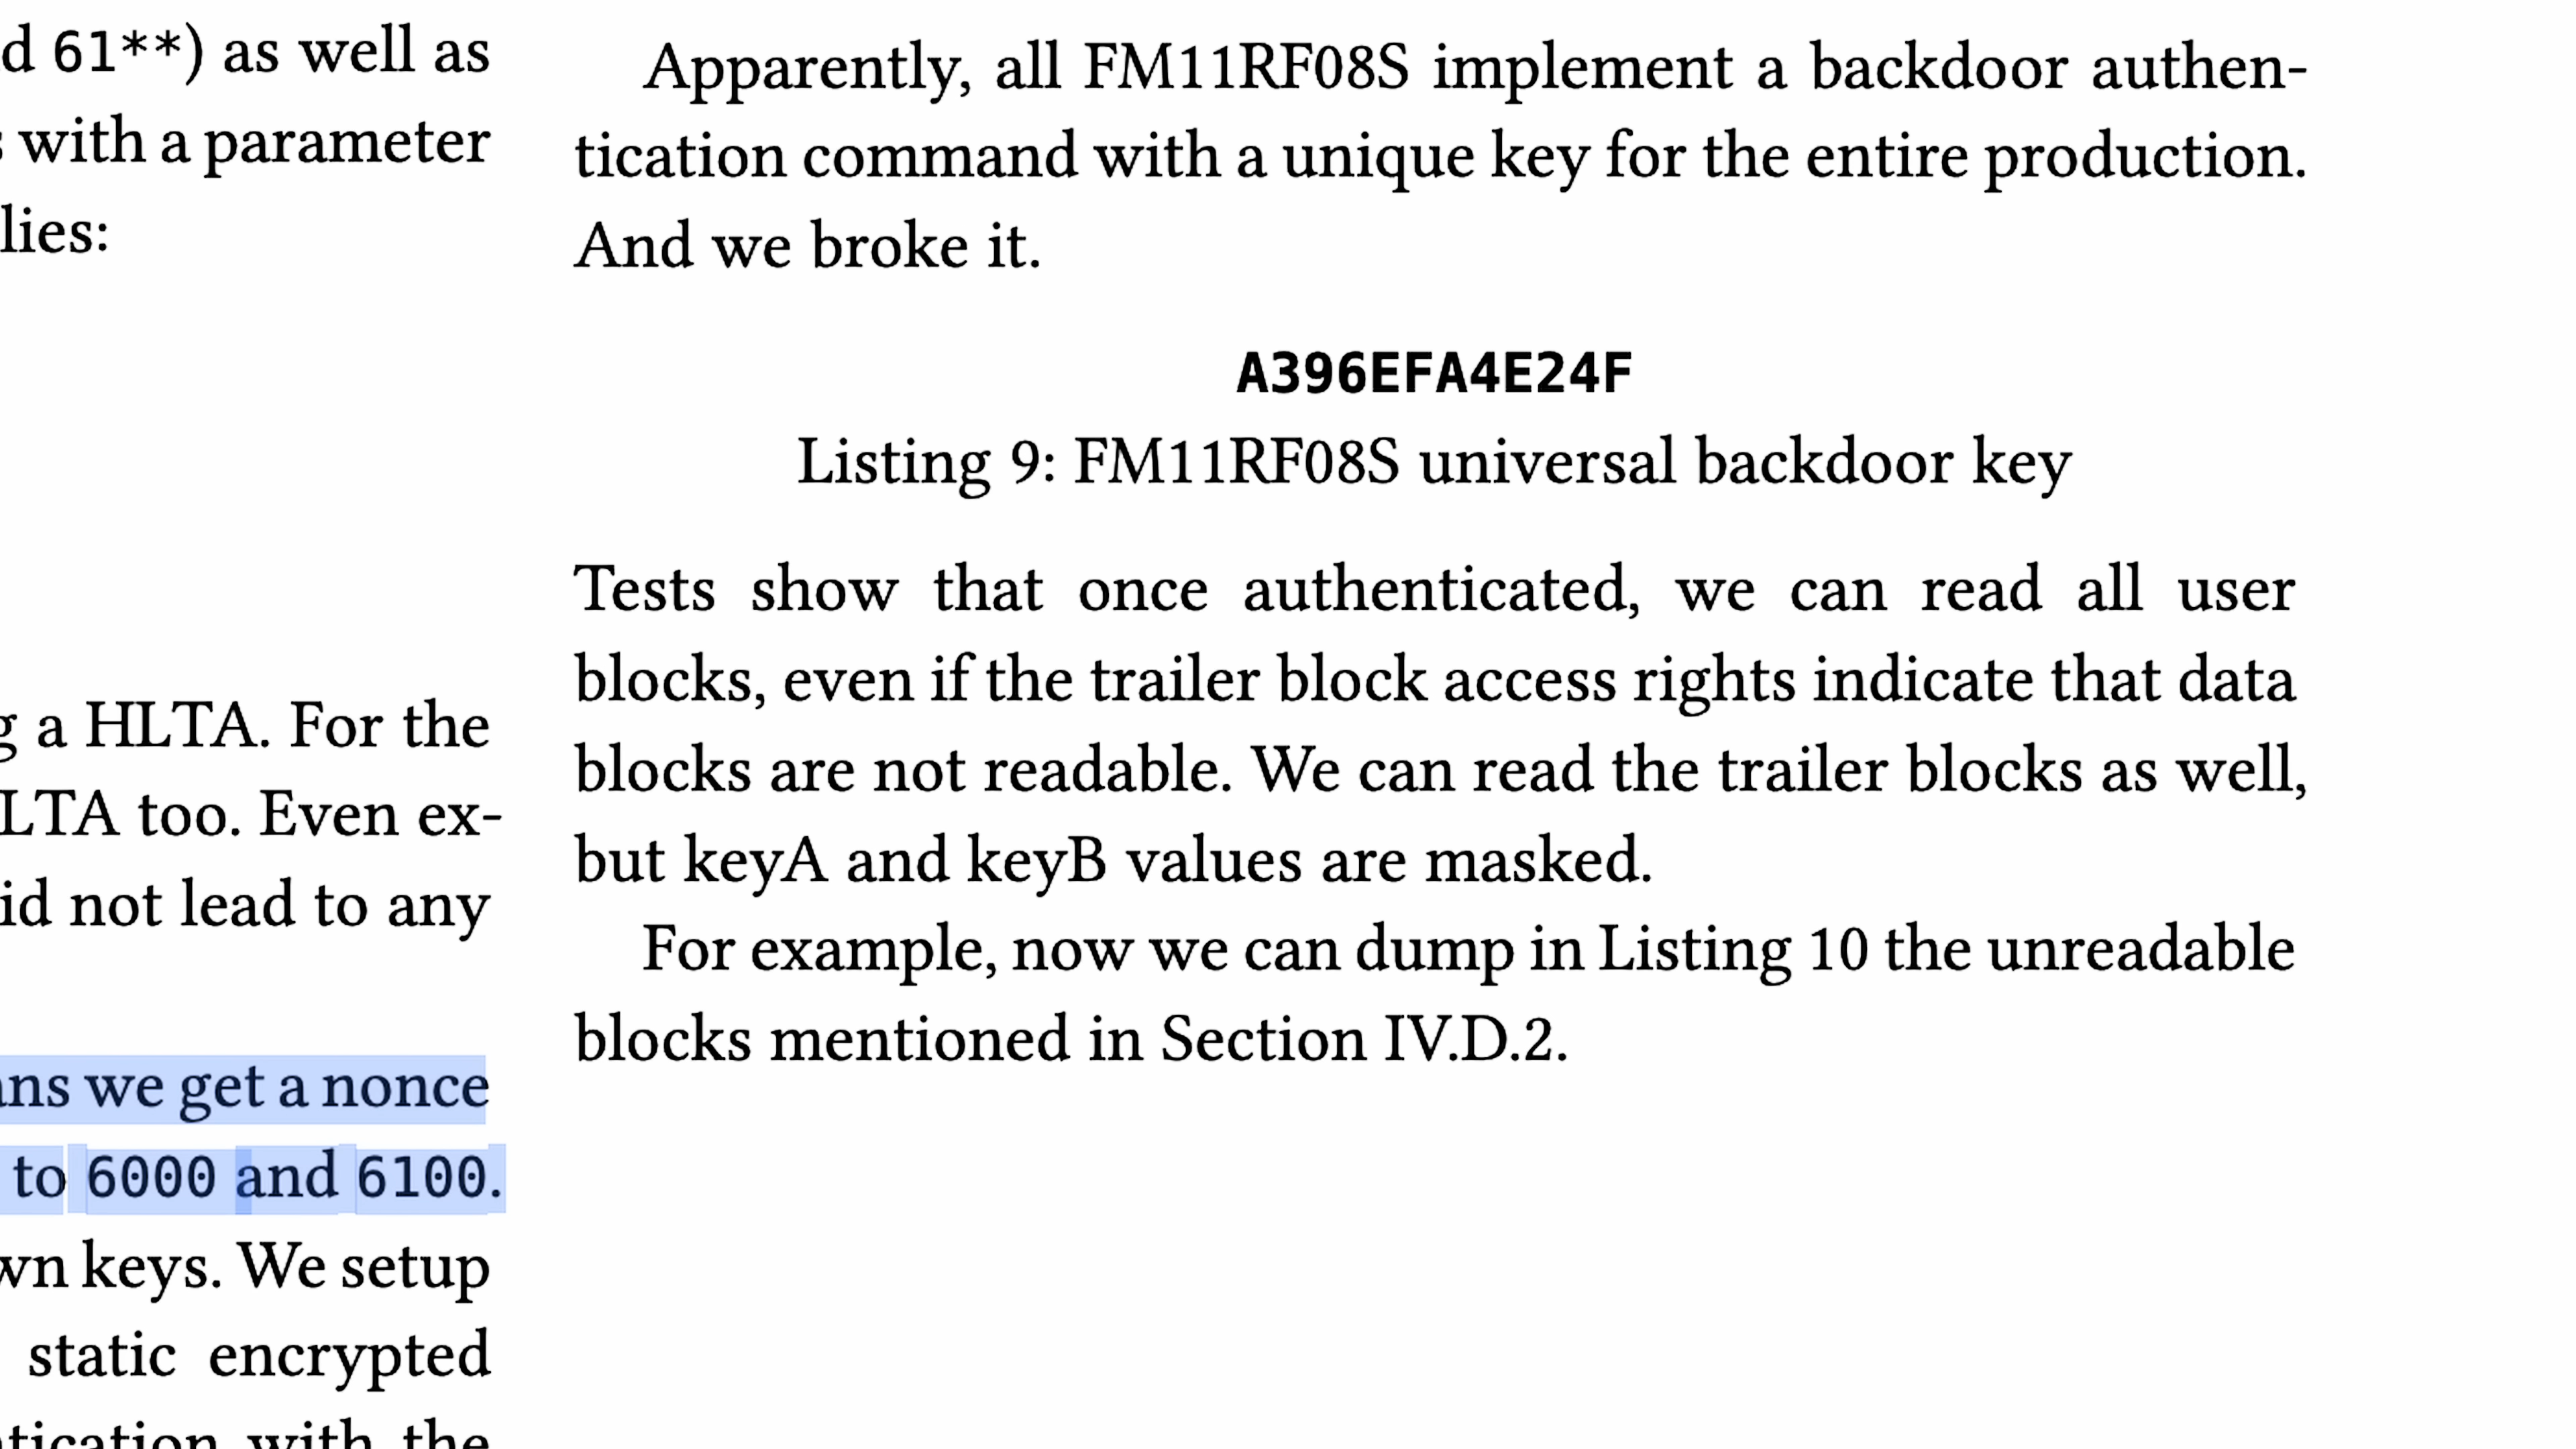 d 61**) as well as
s with a parameter
lies:
g a HLTA. For the
LTA too. Even ex-
id not lead to any
ans we get a nonce
to 6000 and 6100.
wn keys. We setup
static encrypted
tication with the
Apparently, all FM11RF08S implement a backdoor authen-
tication command with a unique key for the entire production.
And we broke it.
A396EFA4E24F
Listing 9: FM11RF08S universal backdoor key
Tests show that once authenticated, we can read all user
blocks, even if the trailer block access rights indicate that data
blocks are not readable. We can read the trailer blocks as well,
but keyA and keyB values are masked.
For example, now we can dump in Listing 10 the unreadable
blocks mentioned in Section IV.D.2.